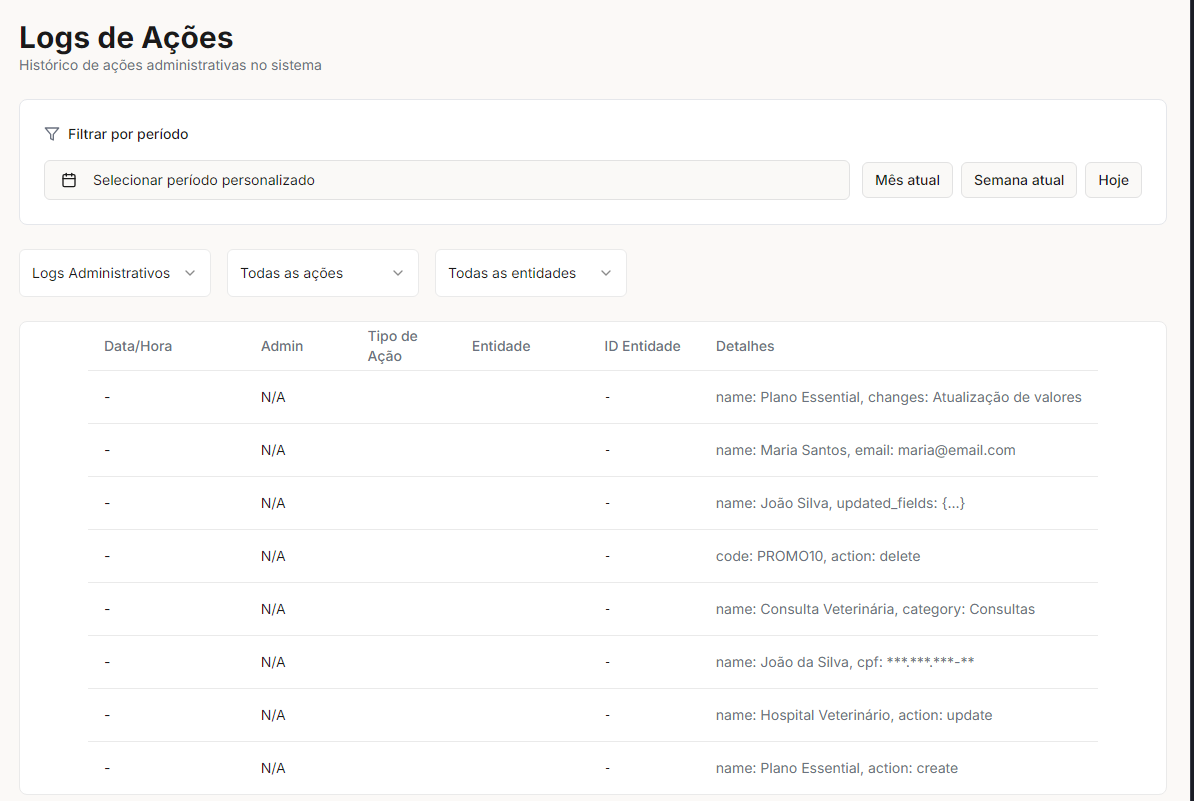 Logs de Ações
Histórico de ações administrativas no sistema
Filtrar por período
Selecionar período personalizado
Mês atual
Semana atual
Hoje
Logs Administrativos
Todas as ações
Todas as entidades
Data/Hora Admin Tipo de Ação Entidade ID Entidade Detalhes
- N/A - name: Plano Essential, changes: Atualização de valores
- N/A - name: Maria Santos, email: maria@email.com
- N/A - name: João Silva, updated_fields: {...}
- N/A - code: PROMO10, action: delete
- N/A - name: Consulta Veterinária, category: Consultas
- N/A - name: João da Silva, cpf: ***.***.***-**
- N/A - name: Hospital Veterinário, action: update
- N/A - name: Plano Essential, action: create